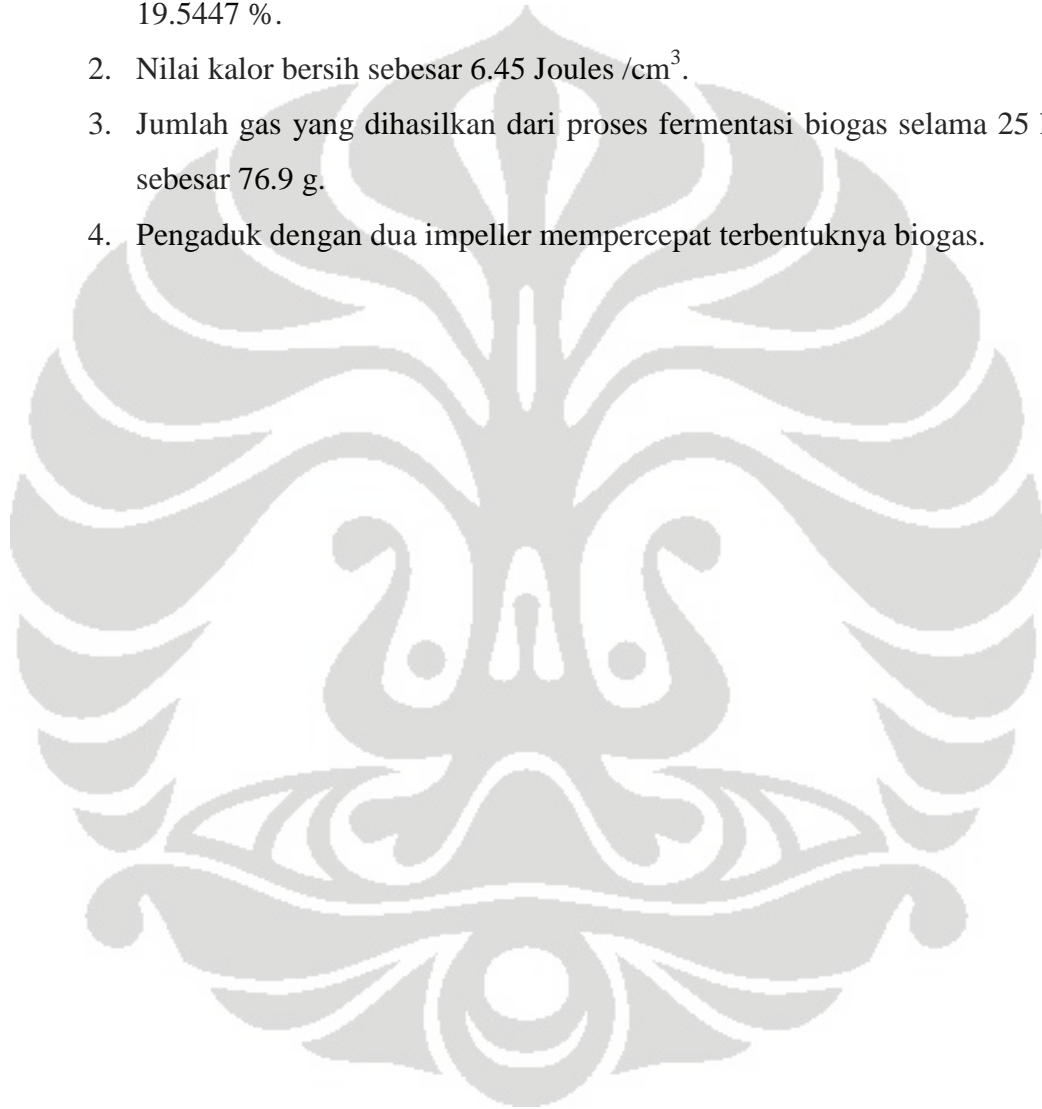 19.5447 %.
2. Nilai kalor bersih sebesar 6.45 Joules /cm³.
3. Jumlah gas yang dihasilkan dari proses fermentasi biogas selama 25
sebesar 76.9 g.
4. Pengaduk dengan dua impeller mempercepat terbentuknya biogas.